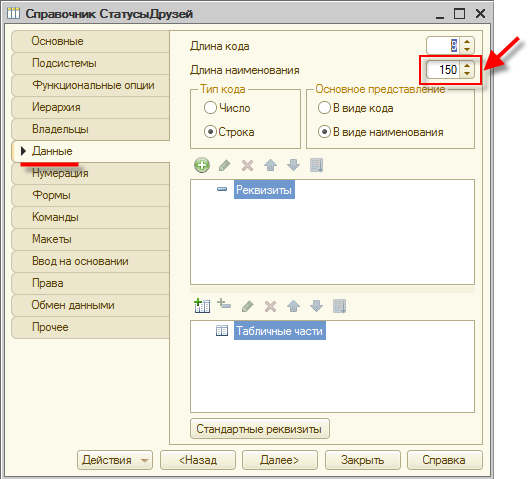 Справочник СтатусыДрузей
Основные
Подсистемы
Функциональные опции
Иерархия
Владельцы
Данные
Нумерация
Формы
Команды
Макеты
Ввод на основании
Права
Обмен данными
Прочее
Длина кода 9
Длина наименования 150
Тип кода
Число
Строка
Основное представление
В виде кода
В виде наименования
Реквизиты
Табличные части
Стандартные реквизиты
Действия <Назад Далее> Закрыть Справка